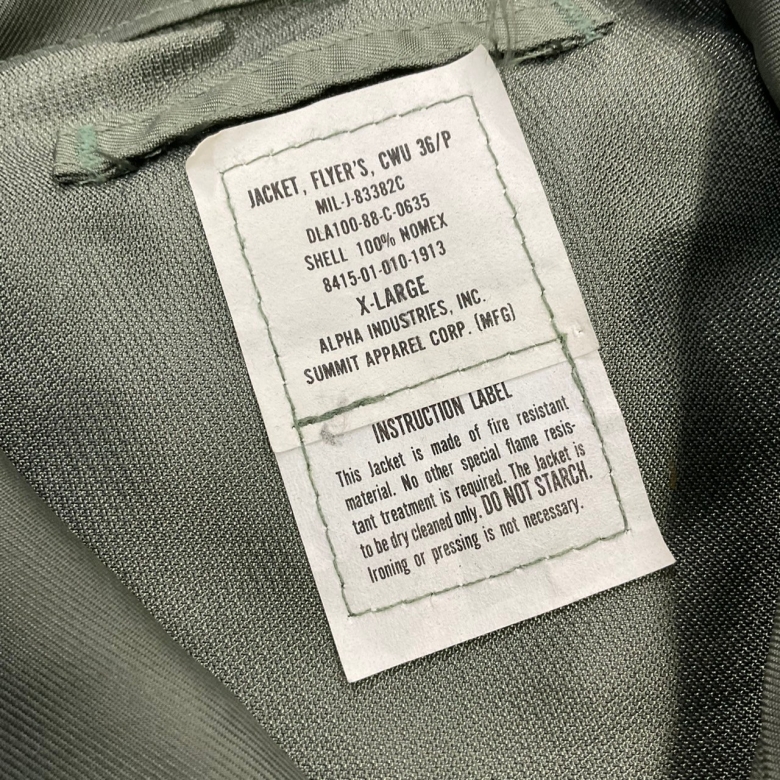 JACKET, FLYER'S, CWU 36/P
MIL-J-83382C
DLA100-88-C-0635
SHELL 100% NOMEX
8415-01-010-1913
X-LARGE
ALPHA INDUSTRIES, INC.
SUMMIT APPAREL CORP. (MFG)
INSTRUCTION LABEL
This Jacket is made of fire resistant
material. No other special flame resis-
tant treatment is required. The Jacket is
to be dry cleaned only. DO NOT STARCH.
Ironing or pressing is not necessary.